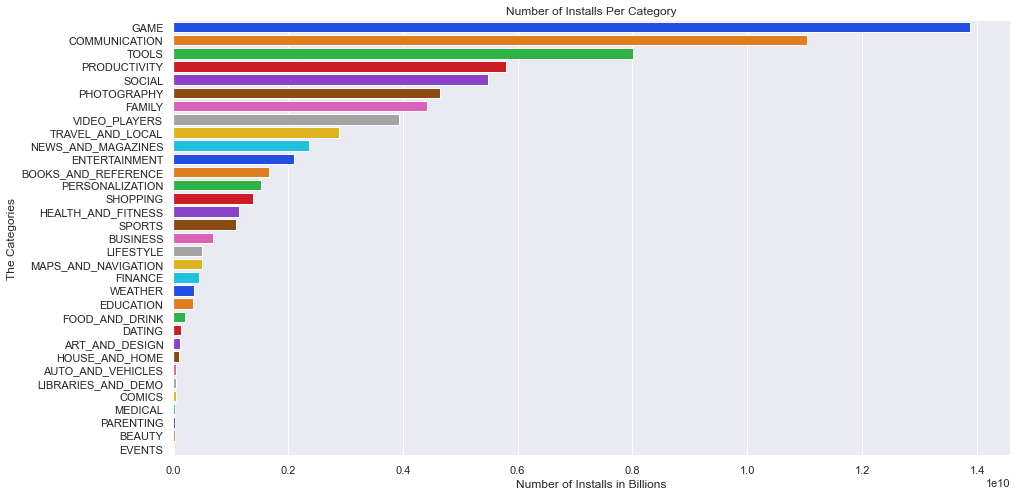 Number of Installs Per Category
The Categories
GAME
COMMUNICATION
TOOLS
PRODUCTIVITY
SOCIAL
PHOTOGRAPHY
FAMILY
VIDEO_PLAYERS
TRAVEL_AND_LOCAL
NEWS_AND_MAGAZINES
ENTERTAINMENT
BOOKS_AND_REFERENCE
PERSONALIZATION
SHOPPING
HEALTH_AND_FITNESS
SPORTS
BUSINESS
LIFESTYLE
MAPS_AND_NAVIGATION
FINANCE
WEATHER
EDUCATION
FOOD_AND_DRINK
DATING
ART_AND_DESIGN
HOUSE_AND_HOME
AUTO_AND_VEHICLES
LIBRARIES_AND_DEMO
COMICS
MEDICAL
PARENTING
BEAUTY
EVENTS
0.0 0.2 0.4 0.6 0.8 1.0 1.2 1.4
1e10
Number of Installs in Billions